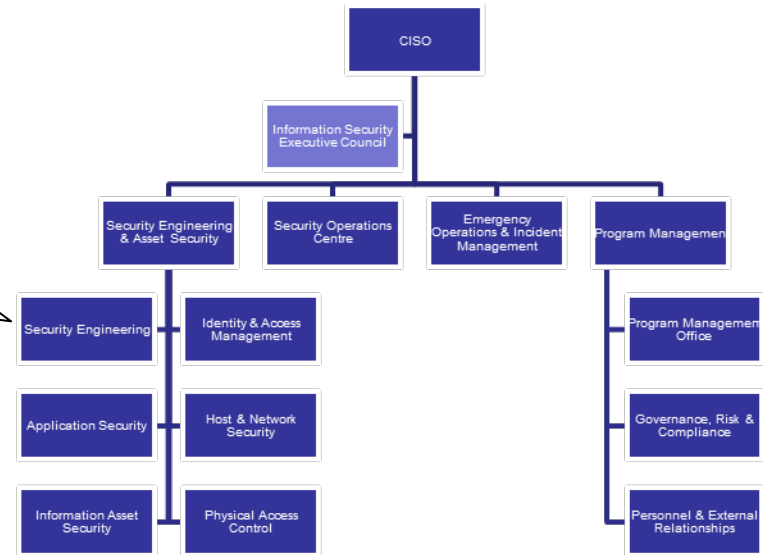 CISO
Information Security
Executive Council
Security Engineering
& Asset Security
Security Operations
Centre
Emergency
Operations & Incident
Management
Program Managemen
Security Engineering
Identity & Access
Management
Program Managemen
Office
Application Security
Host & Network
Security
Governance, Risk &
Compliance
Information Asset
Security
Physical Access
Control
Personnel & External
Relationships